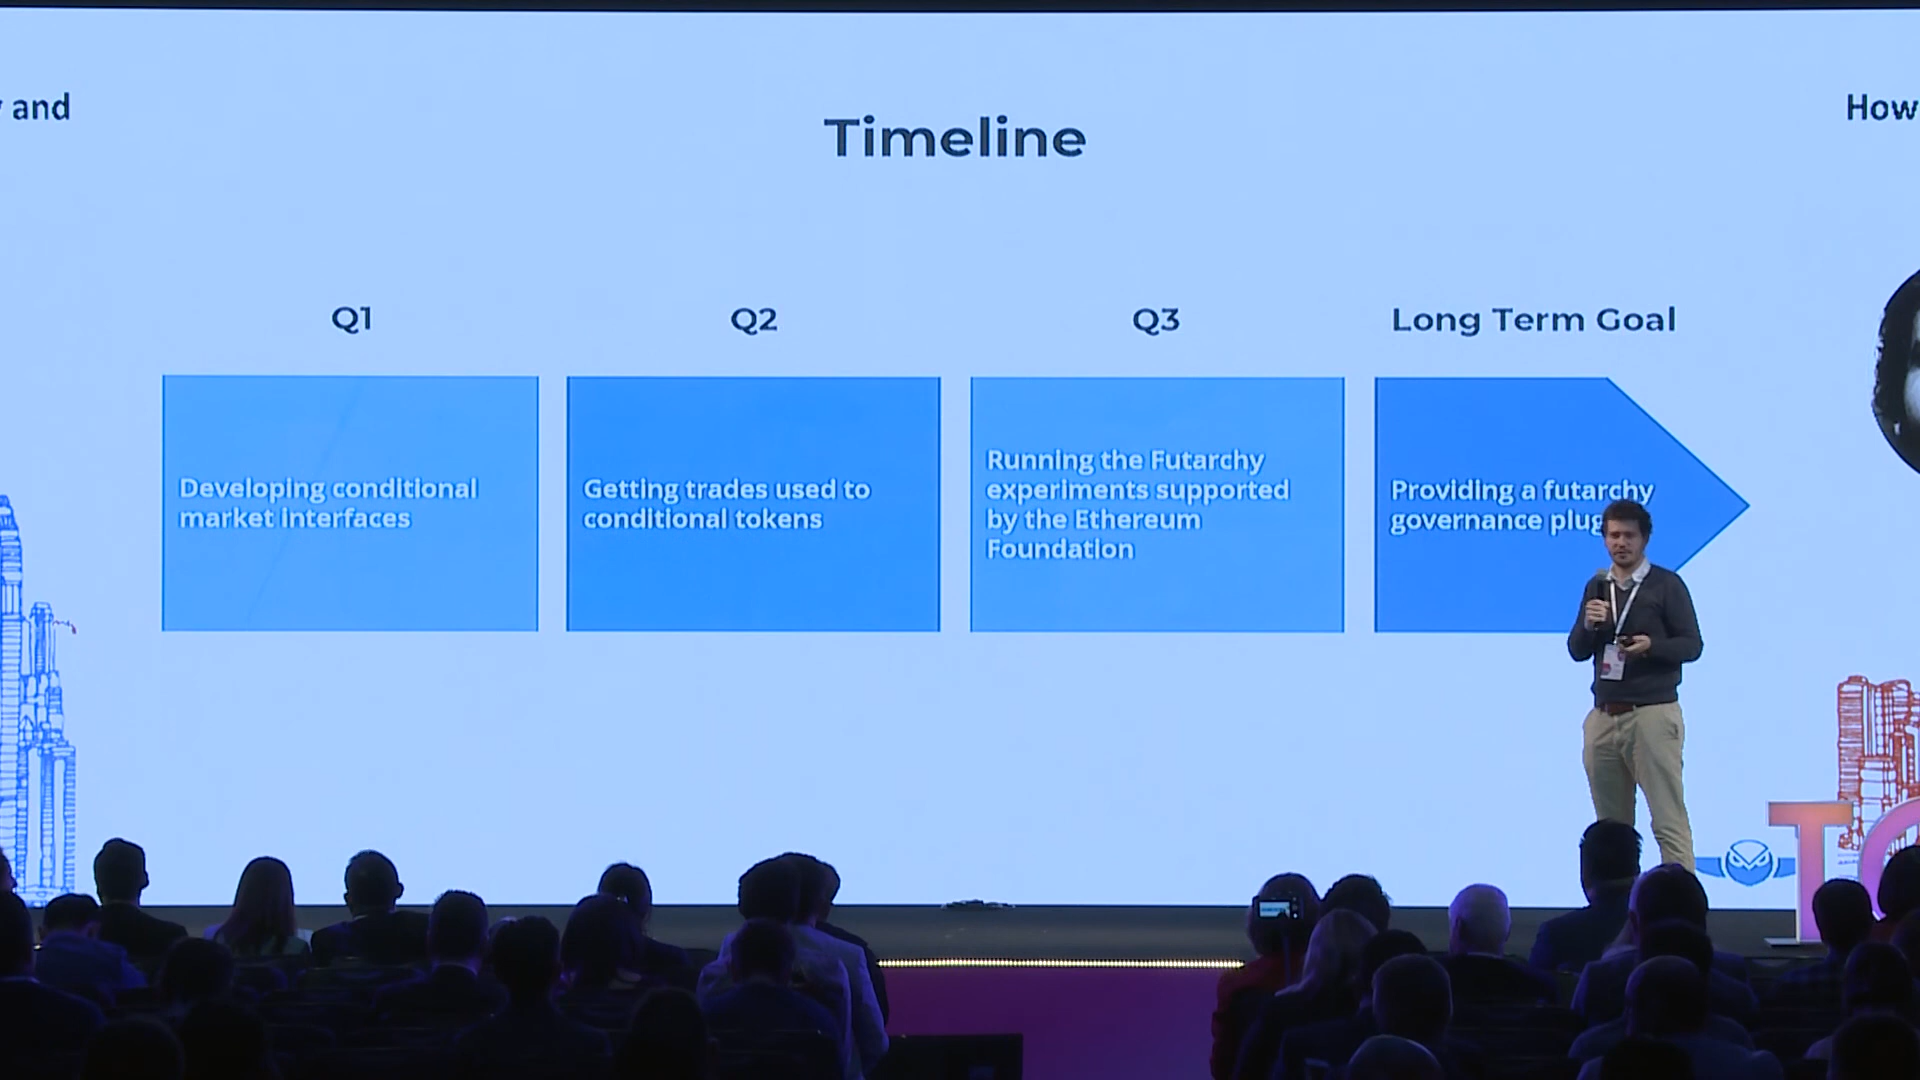 and
Timeline
How
Q1
Q2
Q3
Long Term Goal
Developing conditional
market interfaces
Getting trades used to
conditional tokens
Running the Futarchy
experiments supported
by the Ethereum
Foundation
Providing a futarchy
governance